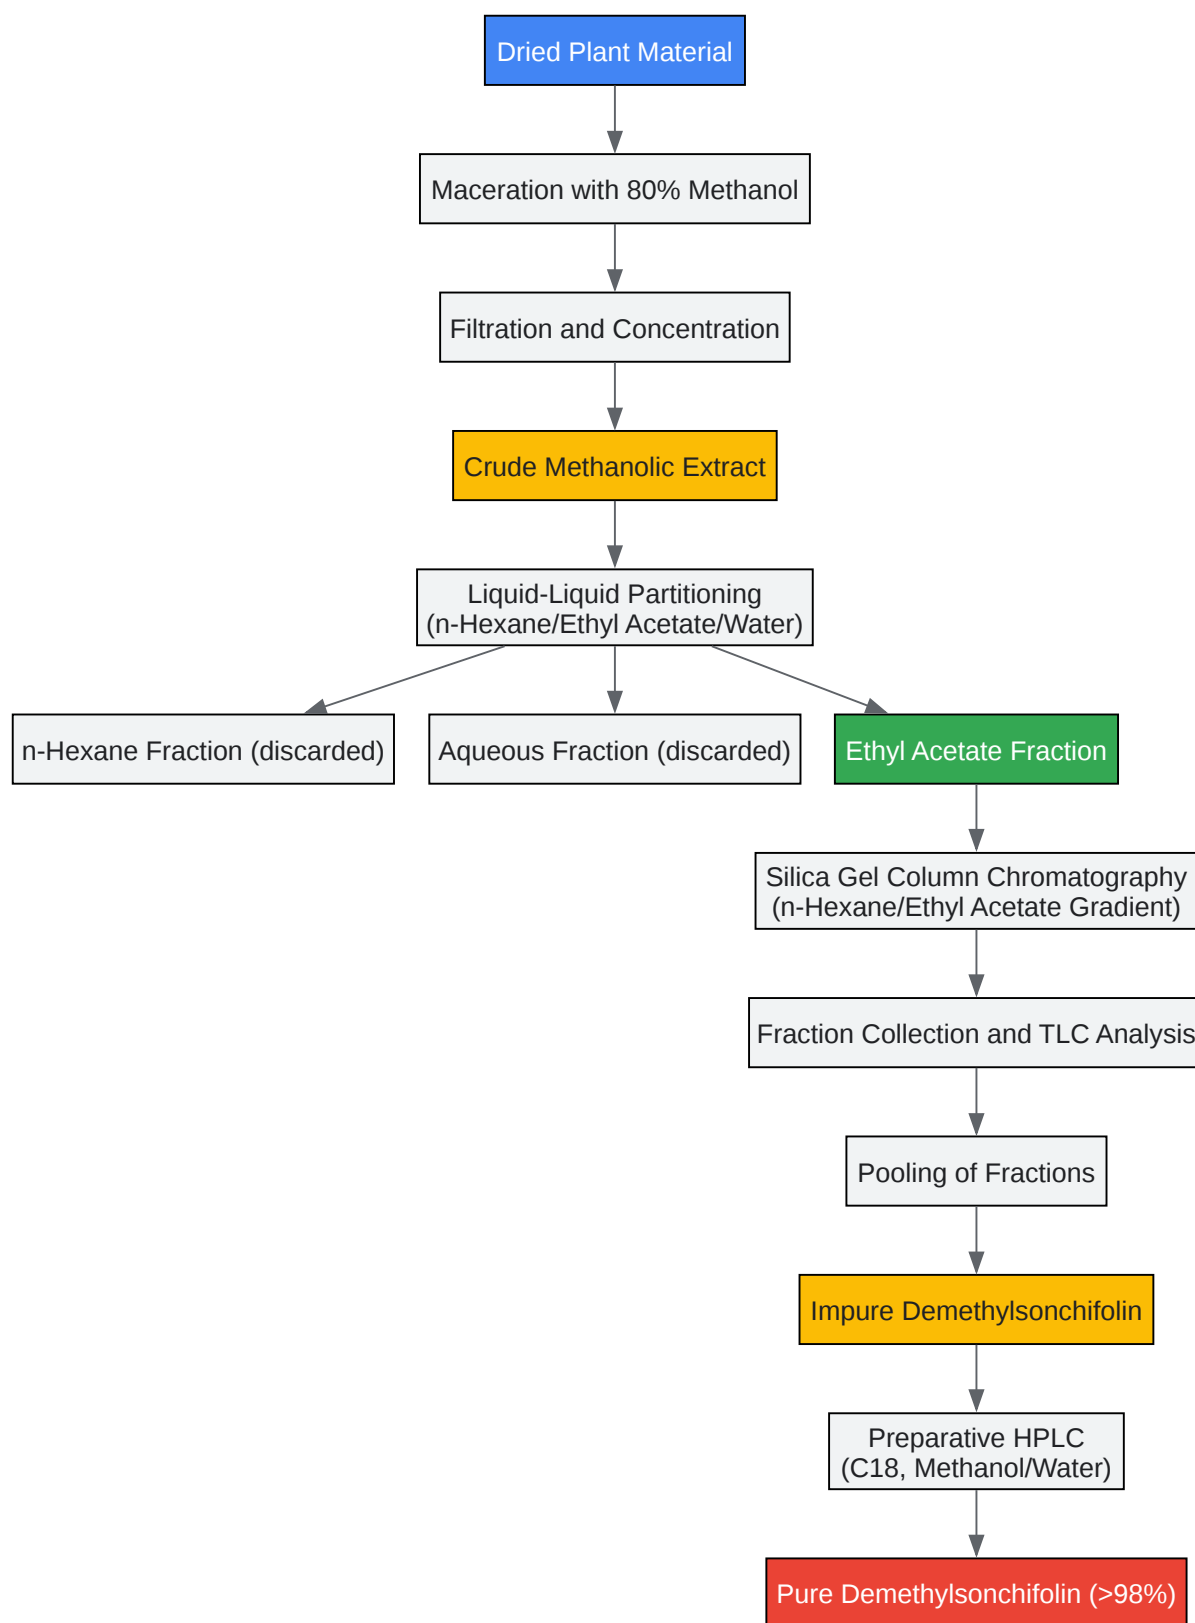 Dried Plant Material
Maceration with 80% Methanol
Filtration and Concentration
Crude Methanolic Extract
Liquid-Liquid Partitioning
(n-Hexane/Ethyl Acetate/Water)
n-Hexane Fraction (discarded)
Aqueous Fraction (discarded)
Ethyl Acetate Fraction
Silica Gel Column Chromatography
(n-Hexane/Ethyl Acetate Gradient)
Fraction Collection and TLC Analysis
Pooling of Fractions
Impure Demethylsonchifolin
Preparative HPLC
(C18, Methanol/Water)
Pure Demethylsonchifolin (>98%)